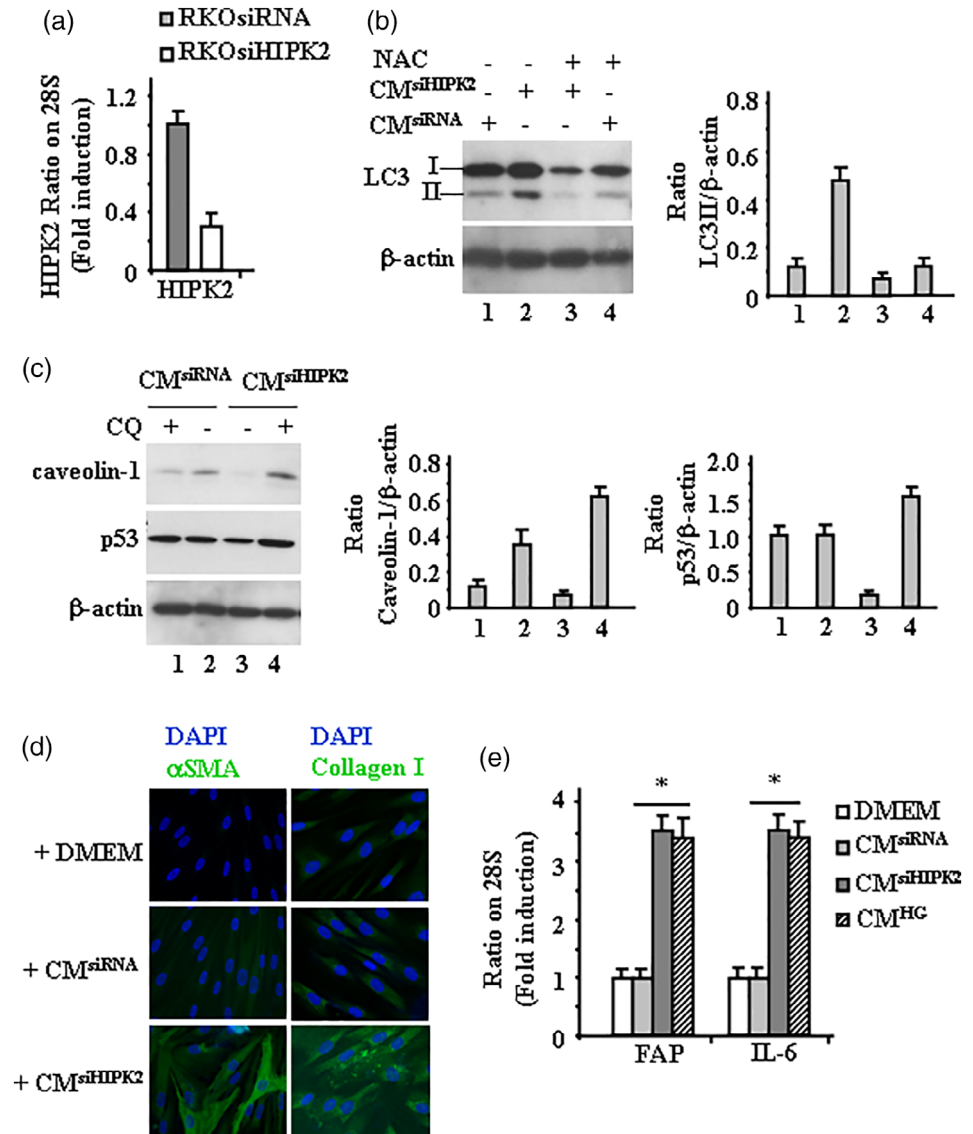 (a)
RKOsiRNA
RKOsiHIPK2
HIPK2 Ratio on 28S
(Fold induction)
1.2
0.8
0.4
0
HIPK2
(b)
NAC - - + +
CMsiHIPK2 - + + -
CMsiRNA + - - +
LC3
I
II
β-actin
1 2 3 4
Ratio
LC3II/β-actin
0.8
0.6
0.4
0.2
0
1 2 3 4
(c)
CMsiRNA CMsiHIPK2
CQ + - - +
caveolin-1
p53
β-actin
1 2 3 4
Ratio
Caveolin-1/β-actin
0.8
0.6
0.4
0.2
0
1 2 3 4
Ratio
p53/β-actin
2.0
1.5
1.0
0.5
0
1 2 3 4
(d)
DAPI DAPI
αSMA Collagen I
+ DMEM
+ CMsiRNA
+ CMsiHIPK2
(e)
Ratio on 28S
(Fold induction)
4
3
2
1
0
* *
FAP IL-6
DMEM
CMsiRNA
CMsiHIPK2
CMHG